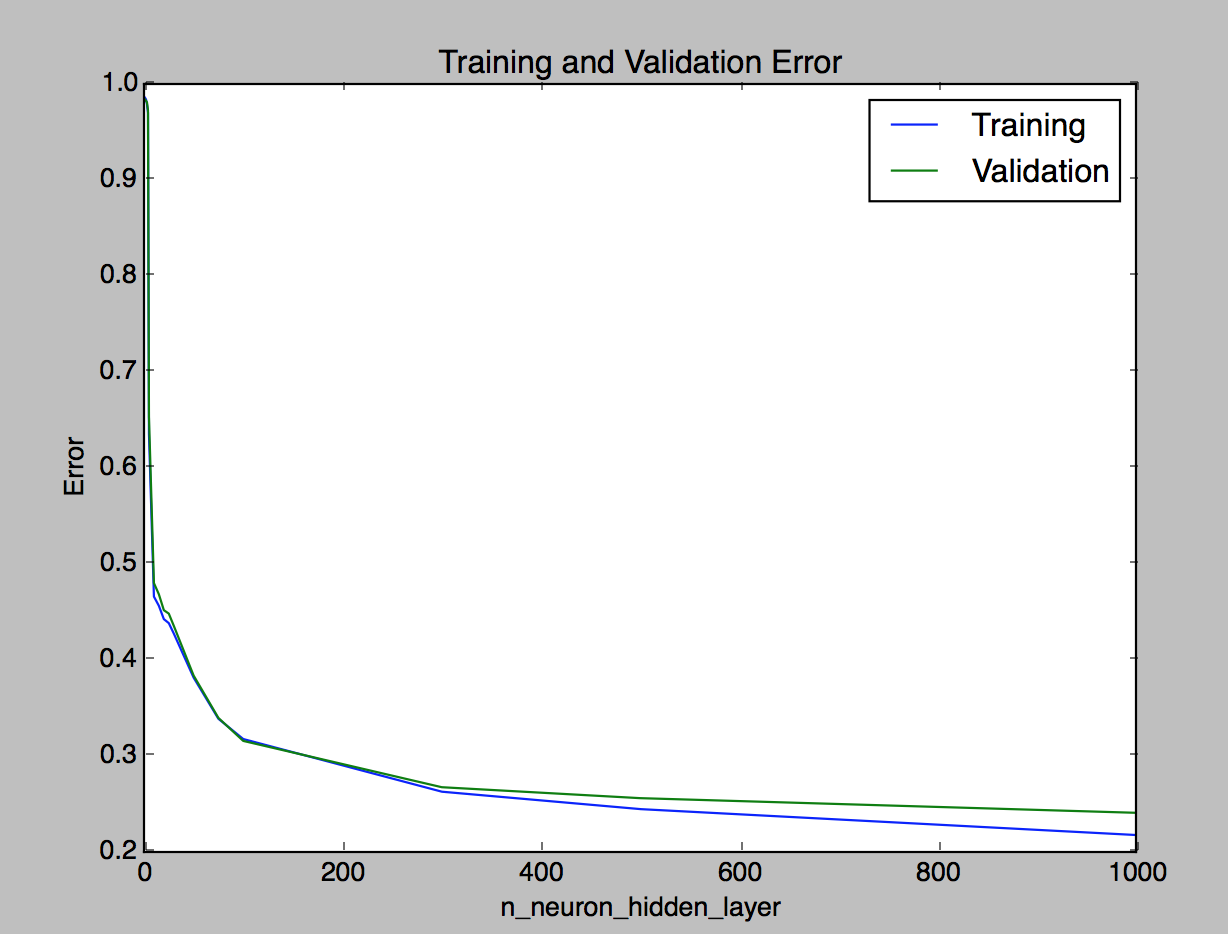 Training and Validation Error
Training
Validation
1.0
0.9
0.8
0.7
0.6
0.5
0.4
0.3
0.2
Error
0 200 400 600 800 1000
n_neuron_hidden_layer